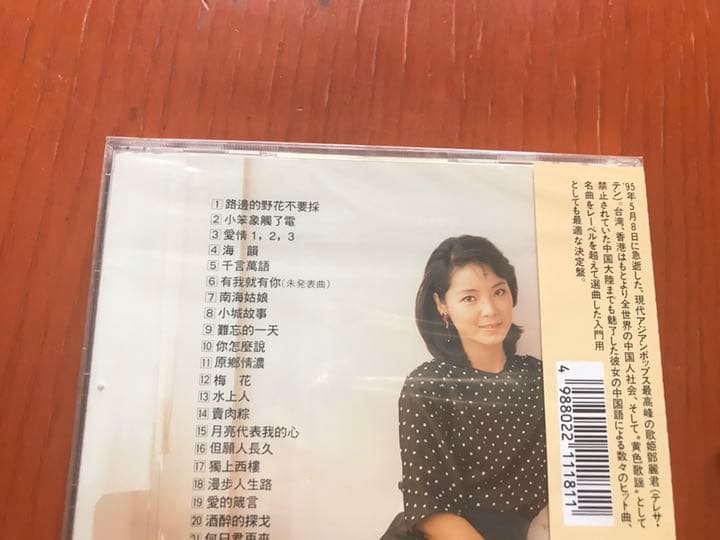 1 路邊的野花不要採
2 小笨象觸了電
3 愛情1，2，3
4 海 韻
5 千言萬語
6 有我就有你(未発表曲)
7 南海姑娘
8 小城故事
9 難忘的一天
10 你怎麼說
11 原鄉情濃
12 梅 花
13 水上人
14 賣肉粽
15 月亮代表我的心
16 但願人長久
17 獨上西樓
18 漫步人生路
19 愛的箴言
20 酒醉的探戈
21 何日君再來
'95年5月8日に急逝した、現代アジアンポップス最高峰の歌姫鄧麗君(テレサ・
テン)。台湾、香港はもとより全世界の中国人社会、そして“黄色歌謡”として
禁止されていた中国大陸までも魅了した彼女の中国語による数々のヒット曲、
名曲をレーベルを超えて選曲した入門用
としても最適な決定盤。
4 988022 111811